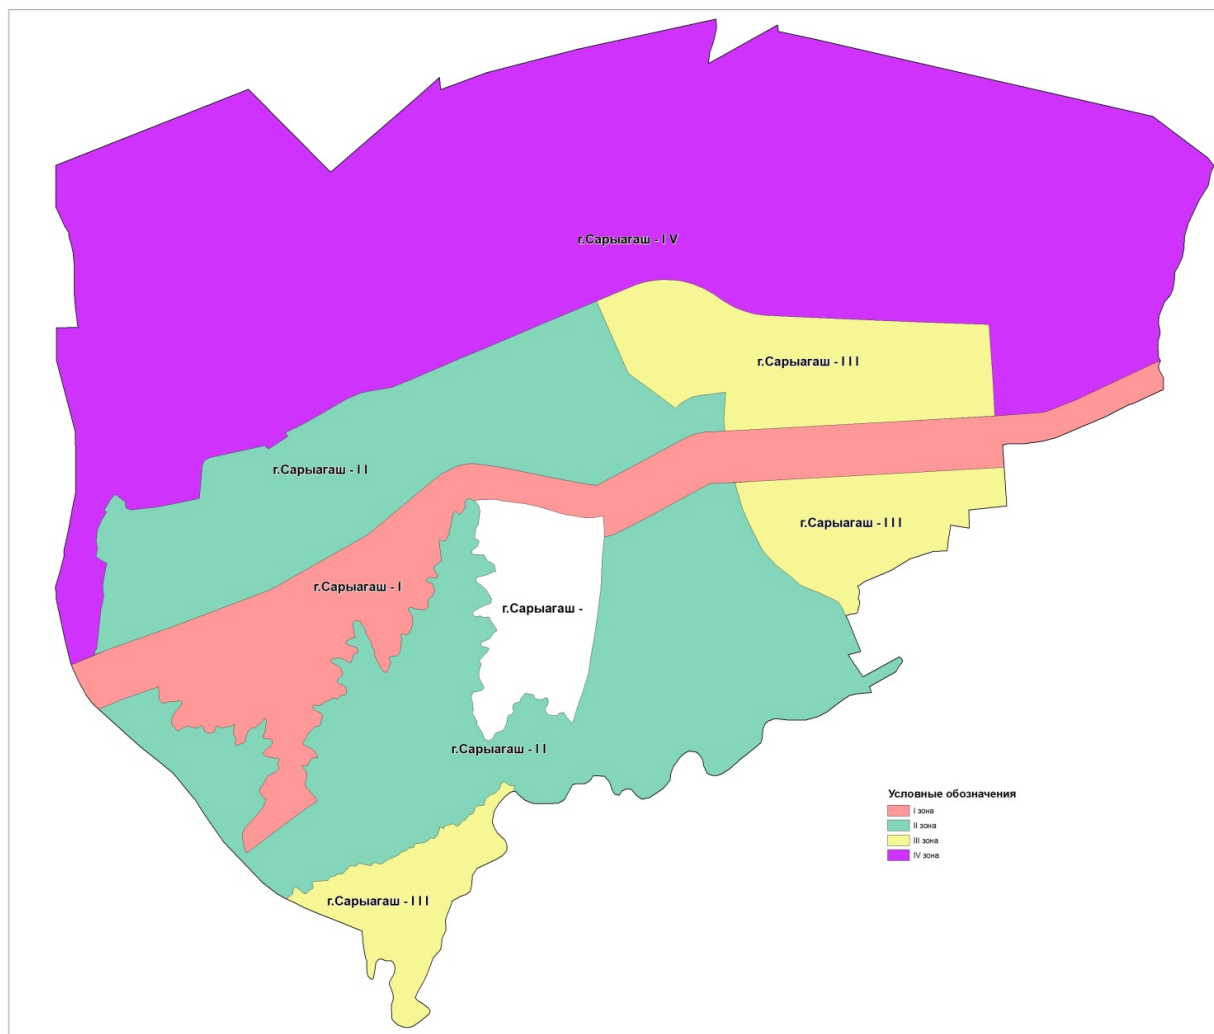 г.Сарыагаш - I V
г.Сарыагаш - I I I
г.Сарыагаш - I I
г.Сарыагаш - I I I
г.Сарыагаш - I
г.Сарыагаш -
г.Сарыагаш - I I
Условные обозначения
I зона
II зона
III зона
IV зона
г.Сарыагаш - I I I